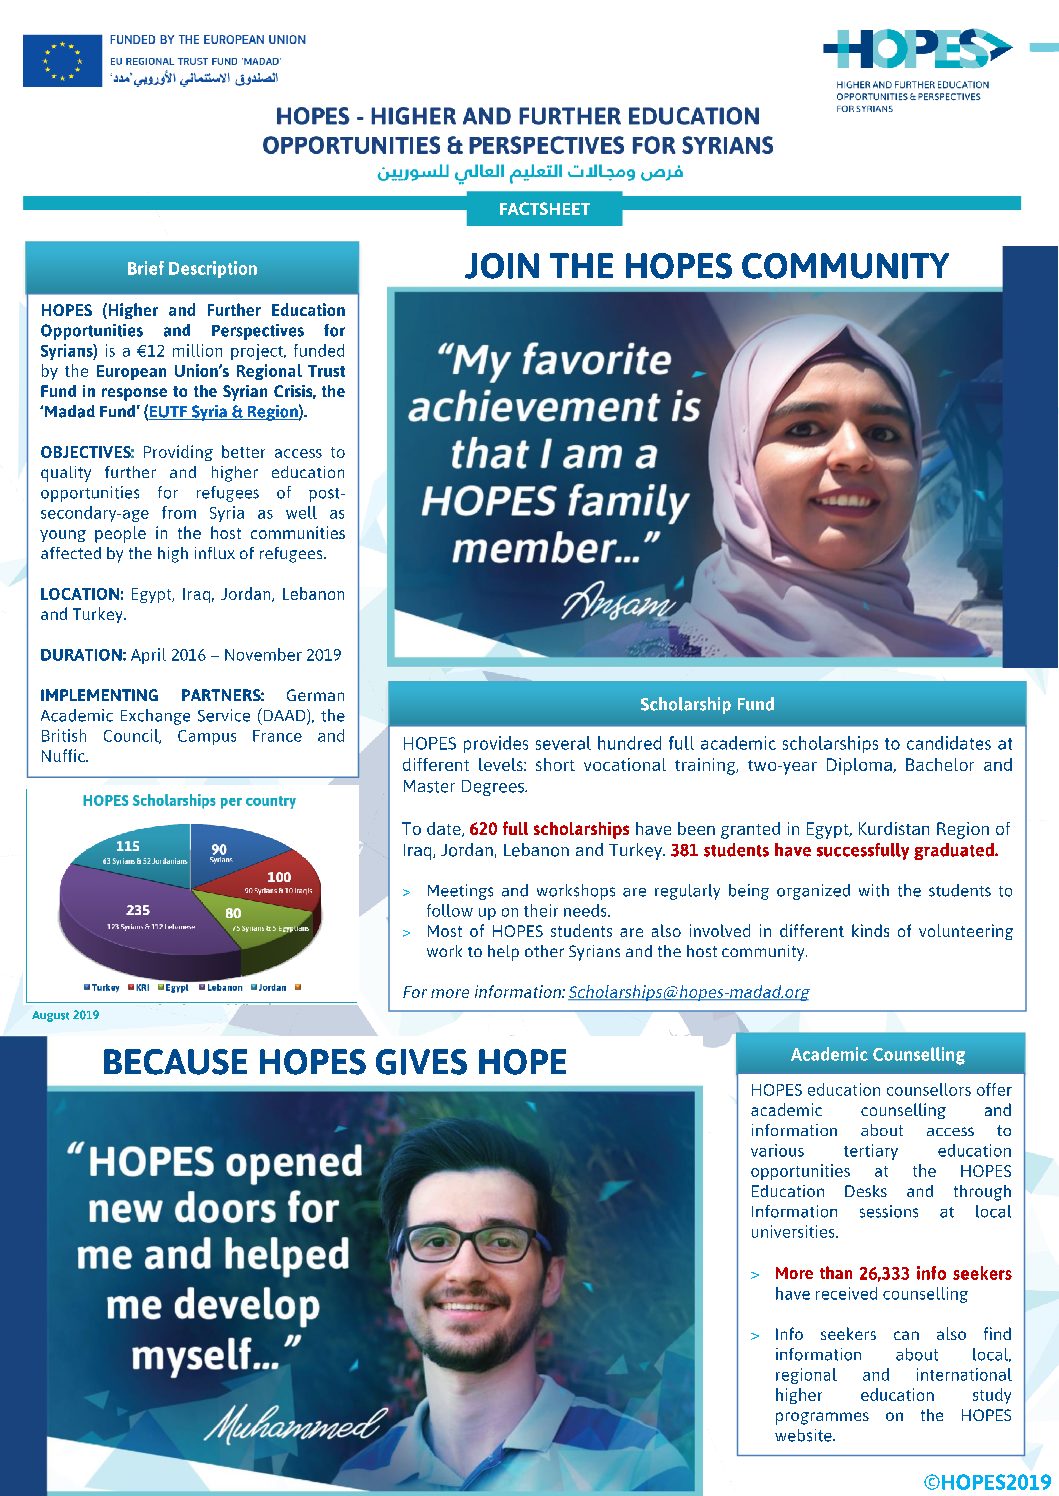 FUNDED BY THE EUROPEAN UNION
EU REGIONAL TRUST FUND 'MADAD'
الصندوق الاستئماني الأوروبي "مدد"
HOPES
HIGHER AND FURTHER EDUCATION
OPPORTUNITIES & PERSPECTIVES
FOR SYRIANS
HOPES - HIGHER AND FURTHER EDUCATION
OPPORTUNITIES & PERSPECTIVES FOR SYRIANS
فرص ومجالات التعليم العالي للسوريين
FACTSHEET
Brief Description
HOPES (Higher and Further Education
Opportunities and Perspectives for
Syrians) is a €12 million project, funded
by the European Union's Regional Trust
Fund in response to the Syrian Crisis, the
'Madad Fund' (EUTF Syria & Region).
OBJECTIVES: Providing better access to
quality further and higher education
opportunities for refugees of post-
secondary-age from Syria as well as
young people in the host communities
affected by the high influx of refugees.
LOCATION: Egypt, Iraq, Jordan, Lebanon
and Turkey.
DURATION: April 2016 – November 2019
IMPLEMENTING PARTNERS: German
Academic Exchange Service (DAAD), the
British Council, Campus France and
Nuffic.
HOPES Scholarships per country
115
63 Syrians & 52 Jordanians
90
Syrians
100
90 Syrians & 10 Iraqis
235
123 Syrians & 112 Lebanese
80
75 Syrians & 5 Egyptians
Turkey KRI Egypt Lebanon Jordan
August 2019
JOIN THE HOPES COMMUNITY
“My favorite
achievement is
that I am a
HOPES family
member...”
Ansam
Scholarship Fund
HOPES provides several hundred full academic scholarships to candidates at
different levels: short vocational training, two-year Diploma, Bachelor and
Master Degrees.
To date, 620 full scholarships have been granted in Egypt, Kurdistan Region of
Iraq, Jordan, Lebanon and Turkey. 381 students have successfully graduated.
> Meetings and workshops are regularly being organized with the students to
follow up on their needs.
> Most of HOPES students are also involved in different kinds of volunteering
work to help other Syrians and the host community.
For more information: Scholarships@hopes-madad.org
BECAUSE HOPES GIVES HOPE
“HOPES opened
new doors for
me and helped
me develop
myself...”
Muhammed
Academic Counselling
HOPES education counsellors offer
academic counselling and
information about access to
various tertiary education
opportunities at the HOPES
Education Desks and through
Information sessions at local
universities.
> More than 26,333 info seekers
have received counselling
> Info seekers can also find
information about local,
regional and international
higher education study
programmes on the HOPES
website.
©HOPES2019